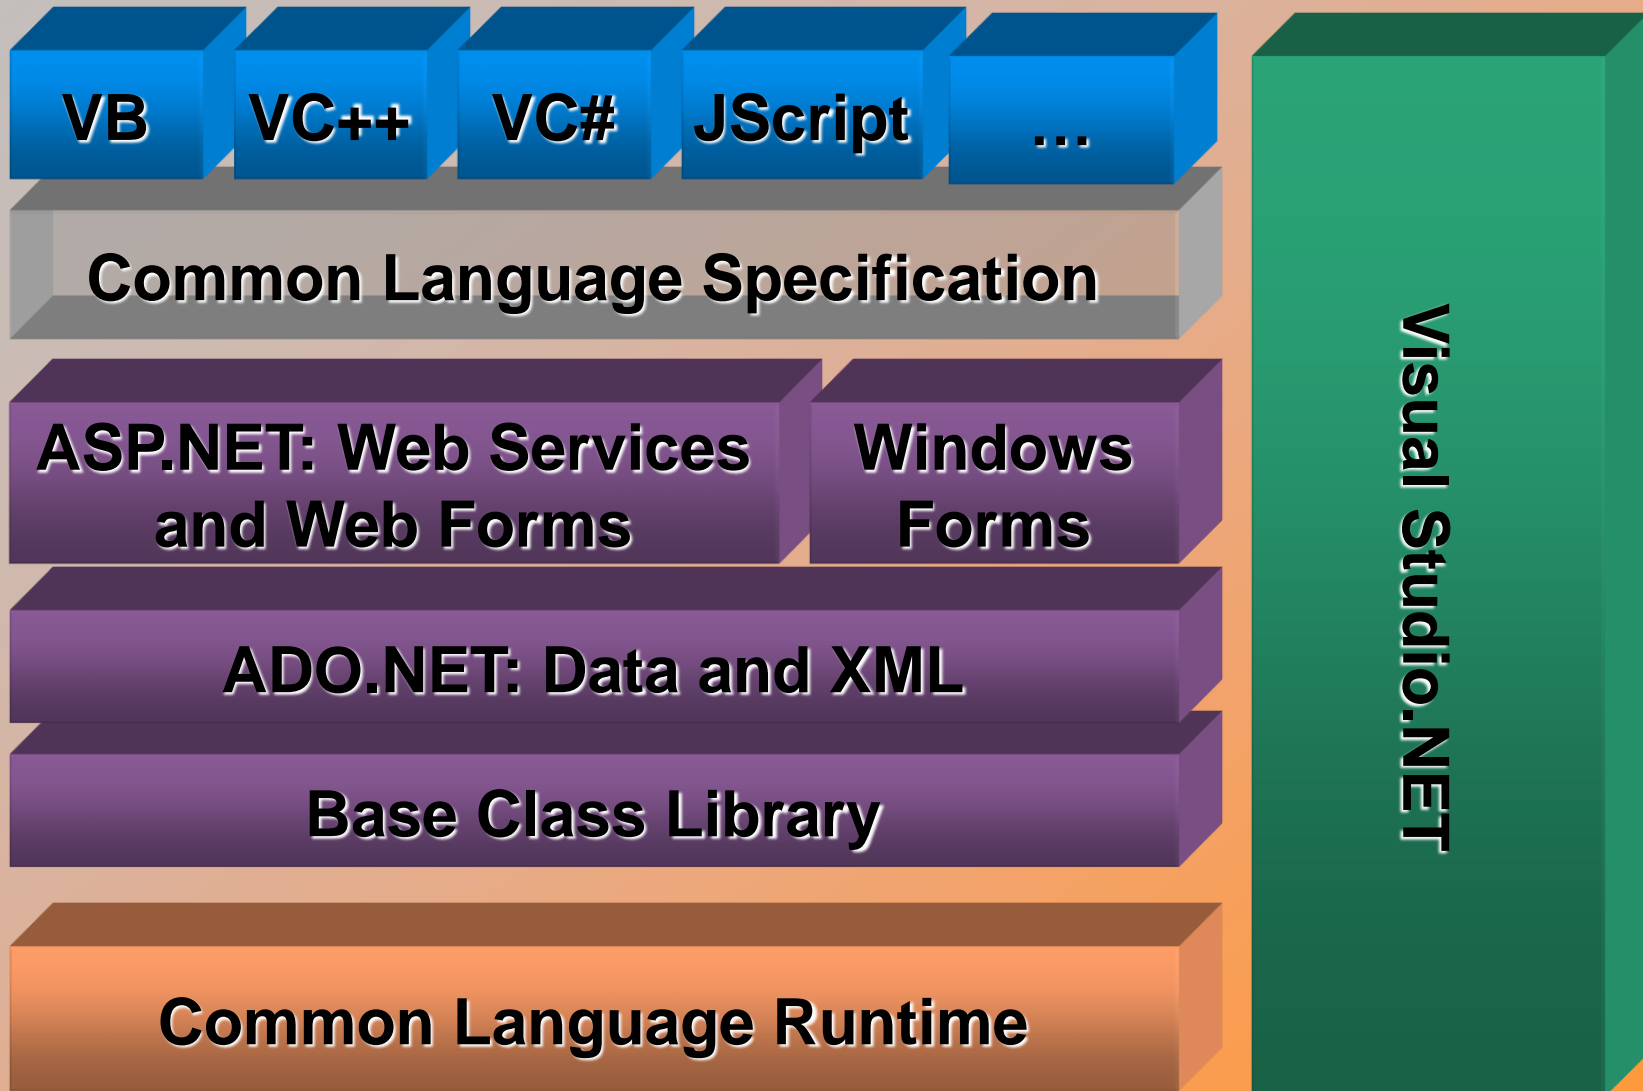 VB
VC++
VC#
JScript
…
Common Language Specification
ASP.NET: Web Services
and Web Forms
Windows
Forms
ADO.NET: Data and XML
Base Class Library
Common Language Runtime
Visual Studio.NET